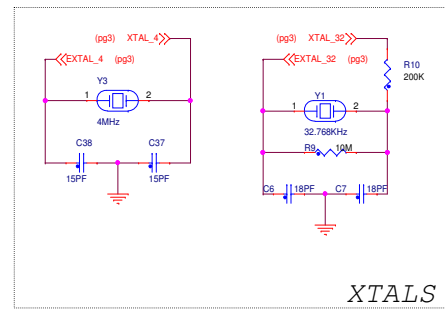 (pg3) XTAL_4
EXTAL_4 (pg3)
Y3
1 2
4MHz
C38 C37
15PF 15PF
(pg3) XTAL_32
EXTAL_32 (pg3)
R10
200K
Y1
1 2
32.768KHz
R9 10M
C6 18PF C7 18PF
XTALS